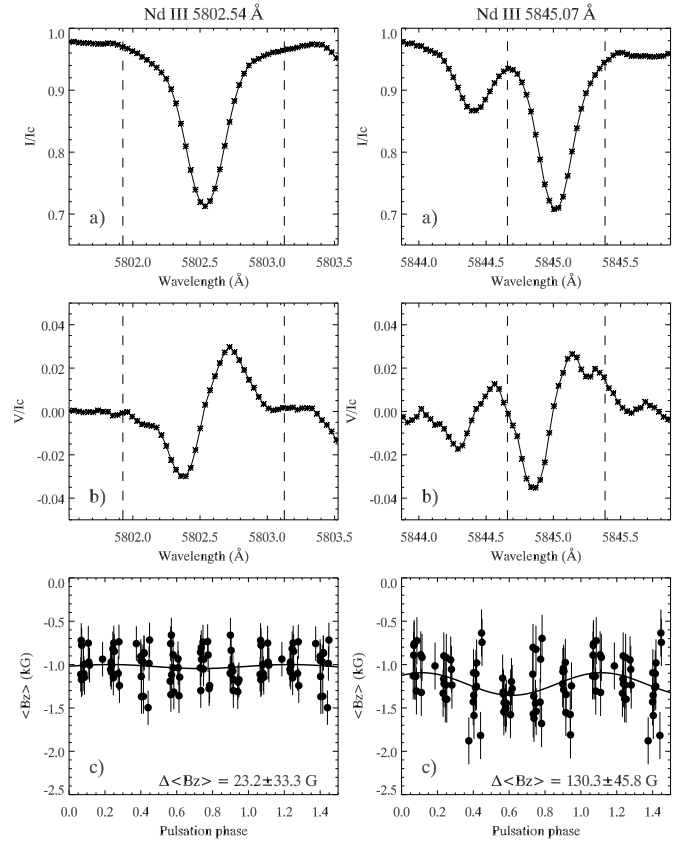 Nd III 5802.54 Å
1.0
0.9
0.8
0.7
I/Ic
a)
5802.0 5802.5 5803.0 5803.5
Wavelength (Å)
Nd III 5845.07 Å
1.0
0.9
0.8
0.7
I/Ic
a)
5844.0 5844.5 5845.0 5845.5
Wavelength (Å)
0.04
0.02
0.00
-0.02
-0.04
V/Ic
b)
5802.0 5802.5 5803.0 5803.5
Wavelength (Å)
0.04
0.02
0.00
-0.02
-0.04
V/Ic
b)
5844.0 5844.5 5845.0 5845.5
Wavelength (Å)
0.0
-0.5
-1.0
-1.5
-2.0
-2.5
<Bz> (kG)
c)
Δ<Bz> = 23.2±33.3 G
0.0 0.2 0.4 0.6 0.8 1.0 1.2 1.4
Pulsation phase
0.0
-0.5
-1.0
-1.5
-2.0
-2.5
<Bz> (kG)
c)
Δ<Bz> = 130.3±45.8 G
0.0 0.2 0.4 0.6 0.8 1.0 1.2 1.4
Pulsation phase